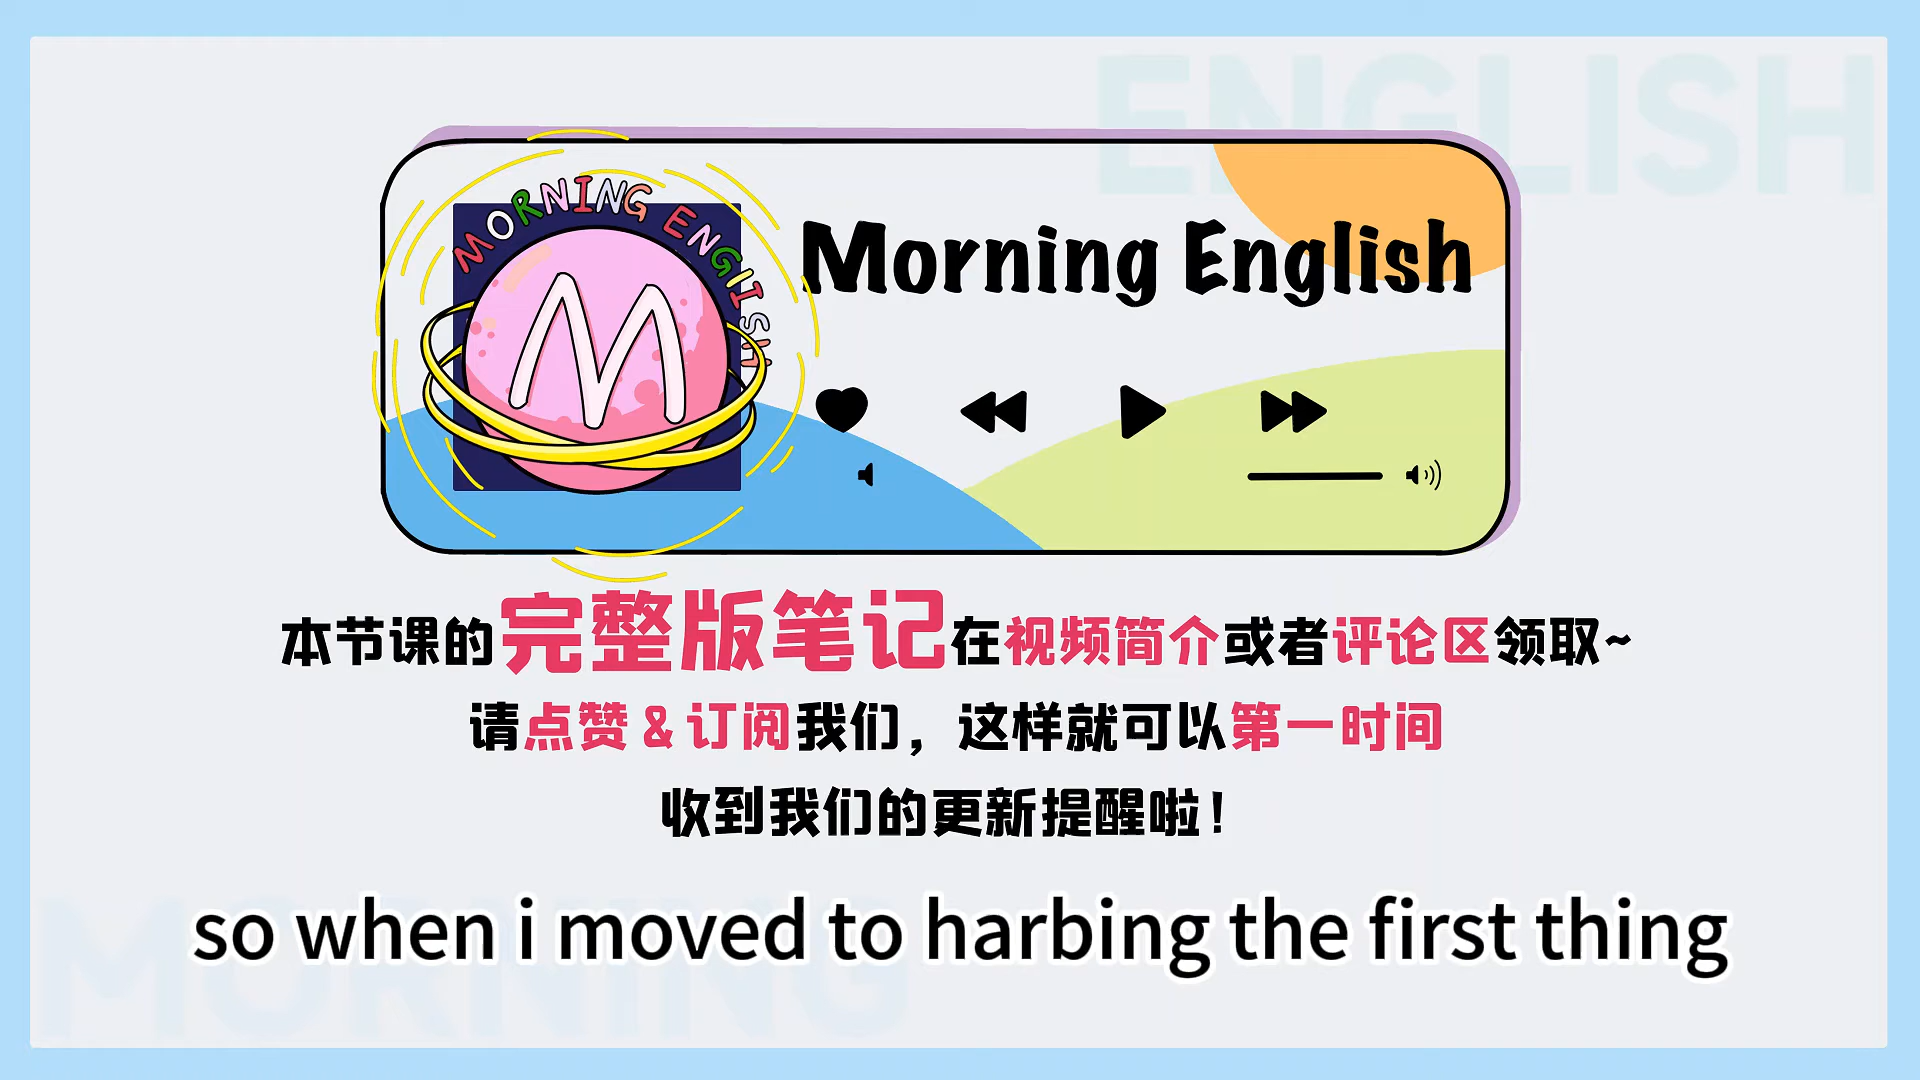 ENGLISH
MORNING ENGLISH
M
Morning English
本节课的完整版笔记在视频简介或者评论区领取~
请点赞&订阅我们，这样就可以第一时间
收到我们的更新提醒啦！
so when i moved to harbing the first thing
MORNING